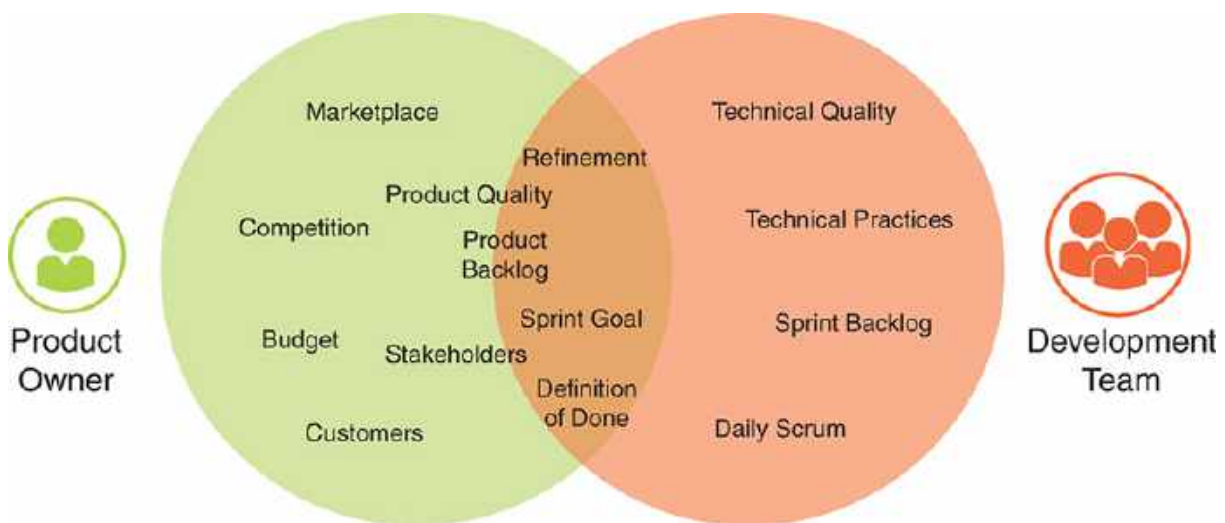 Marketplace
Technical Quality
Refinement
Product Quality
Competition
Technical Practices
Product
Backlog
Sprint Goal
Sprint Backlog
Budget
Stakeholders
Definition
of Done
Customers
Daily Scrum
Product
Owner
Development
Team